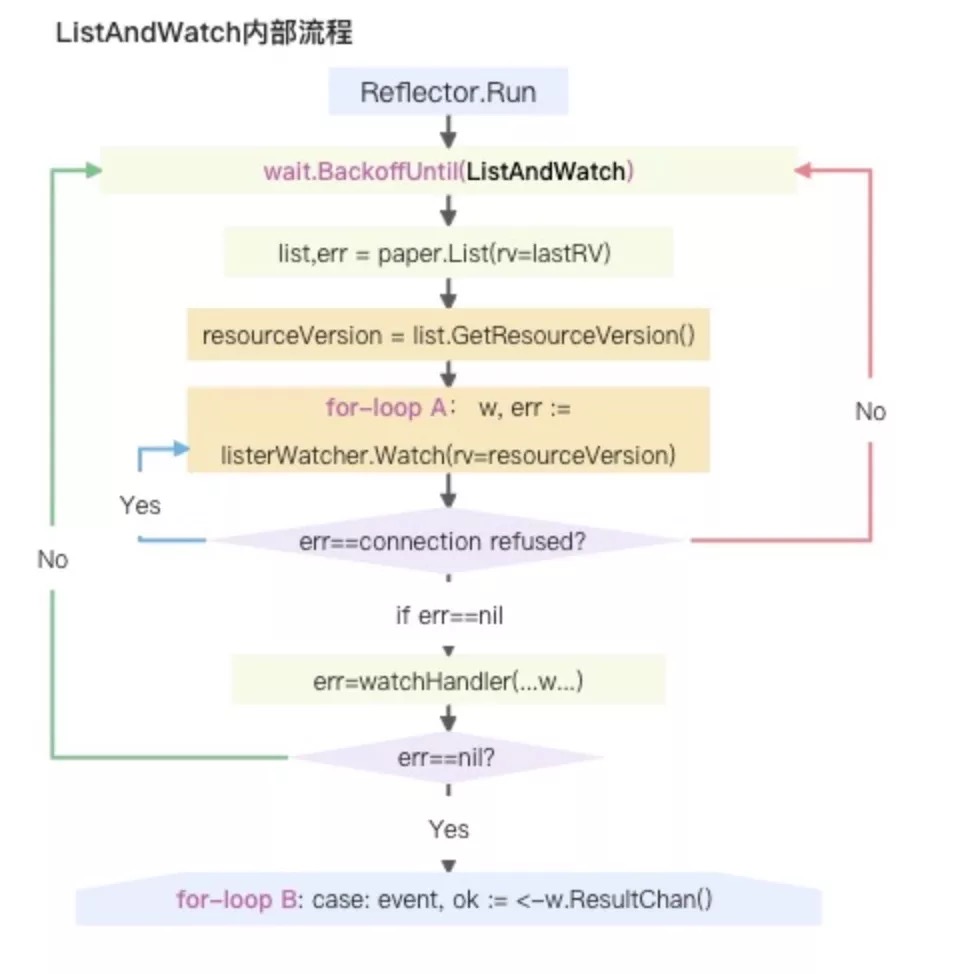 ListAndWatch内部流程
Reflector.Run
wait.BackoffUntil(ListAndWatch)
list,err = paper.List(rv=lastRV)
resourceVersion = list.GetResourceVersion()
for-loop A: w, err :=
listerWatcher.Watch(rv=resourceVersion)
No
Yes
err==connection refused?
No
if err==nil
err=watchHandler(...w...)
err==nil?
Yes
for-loop B: case: event, ok := <-w.ResultChan()